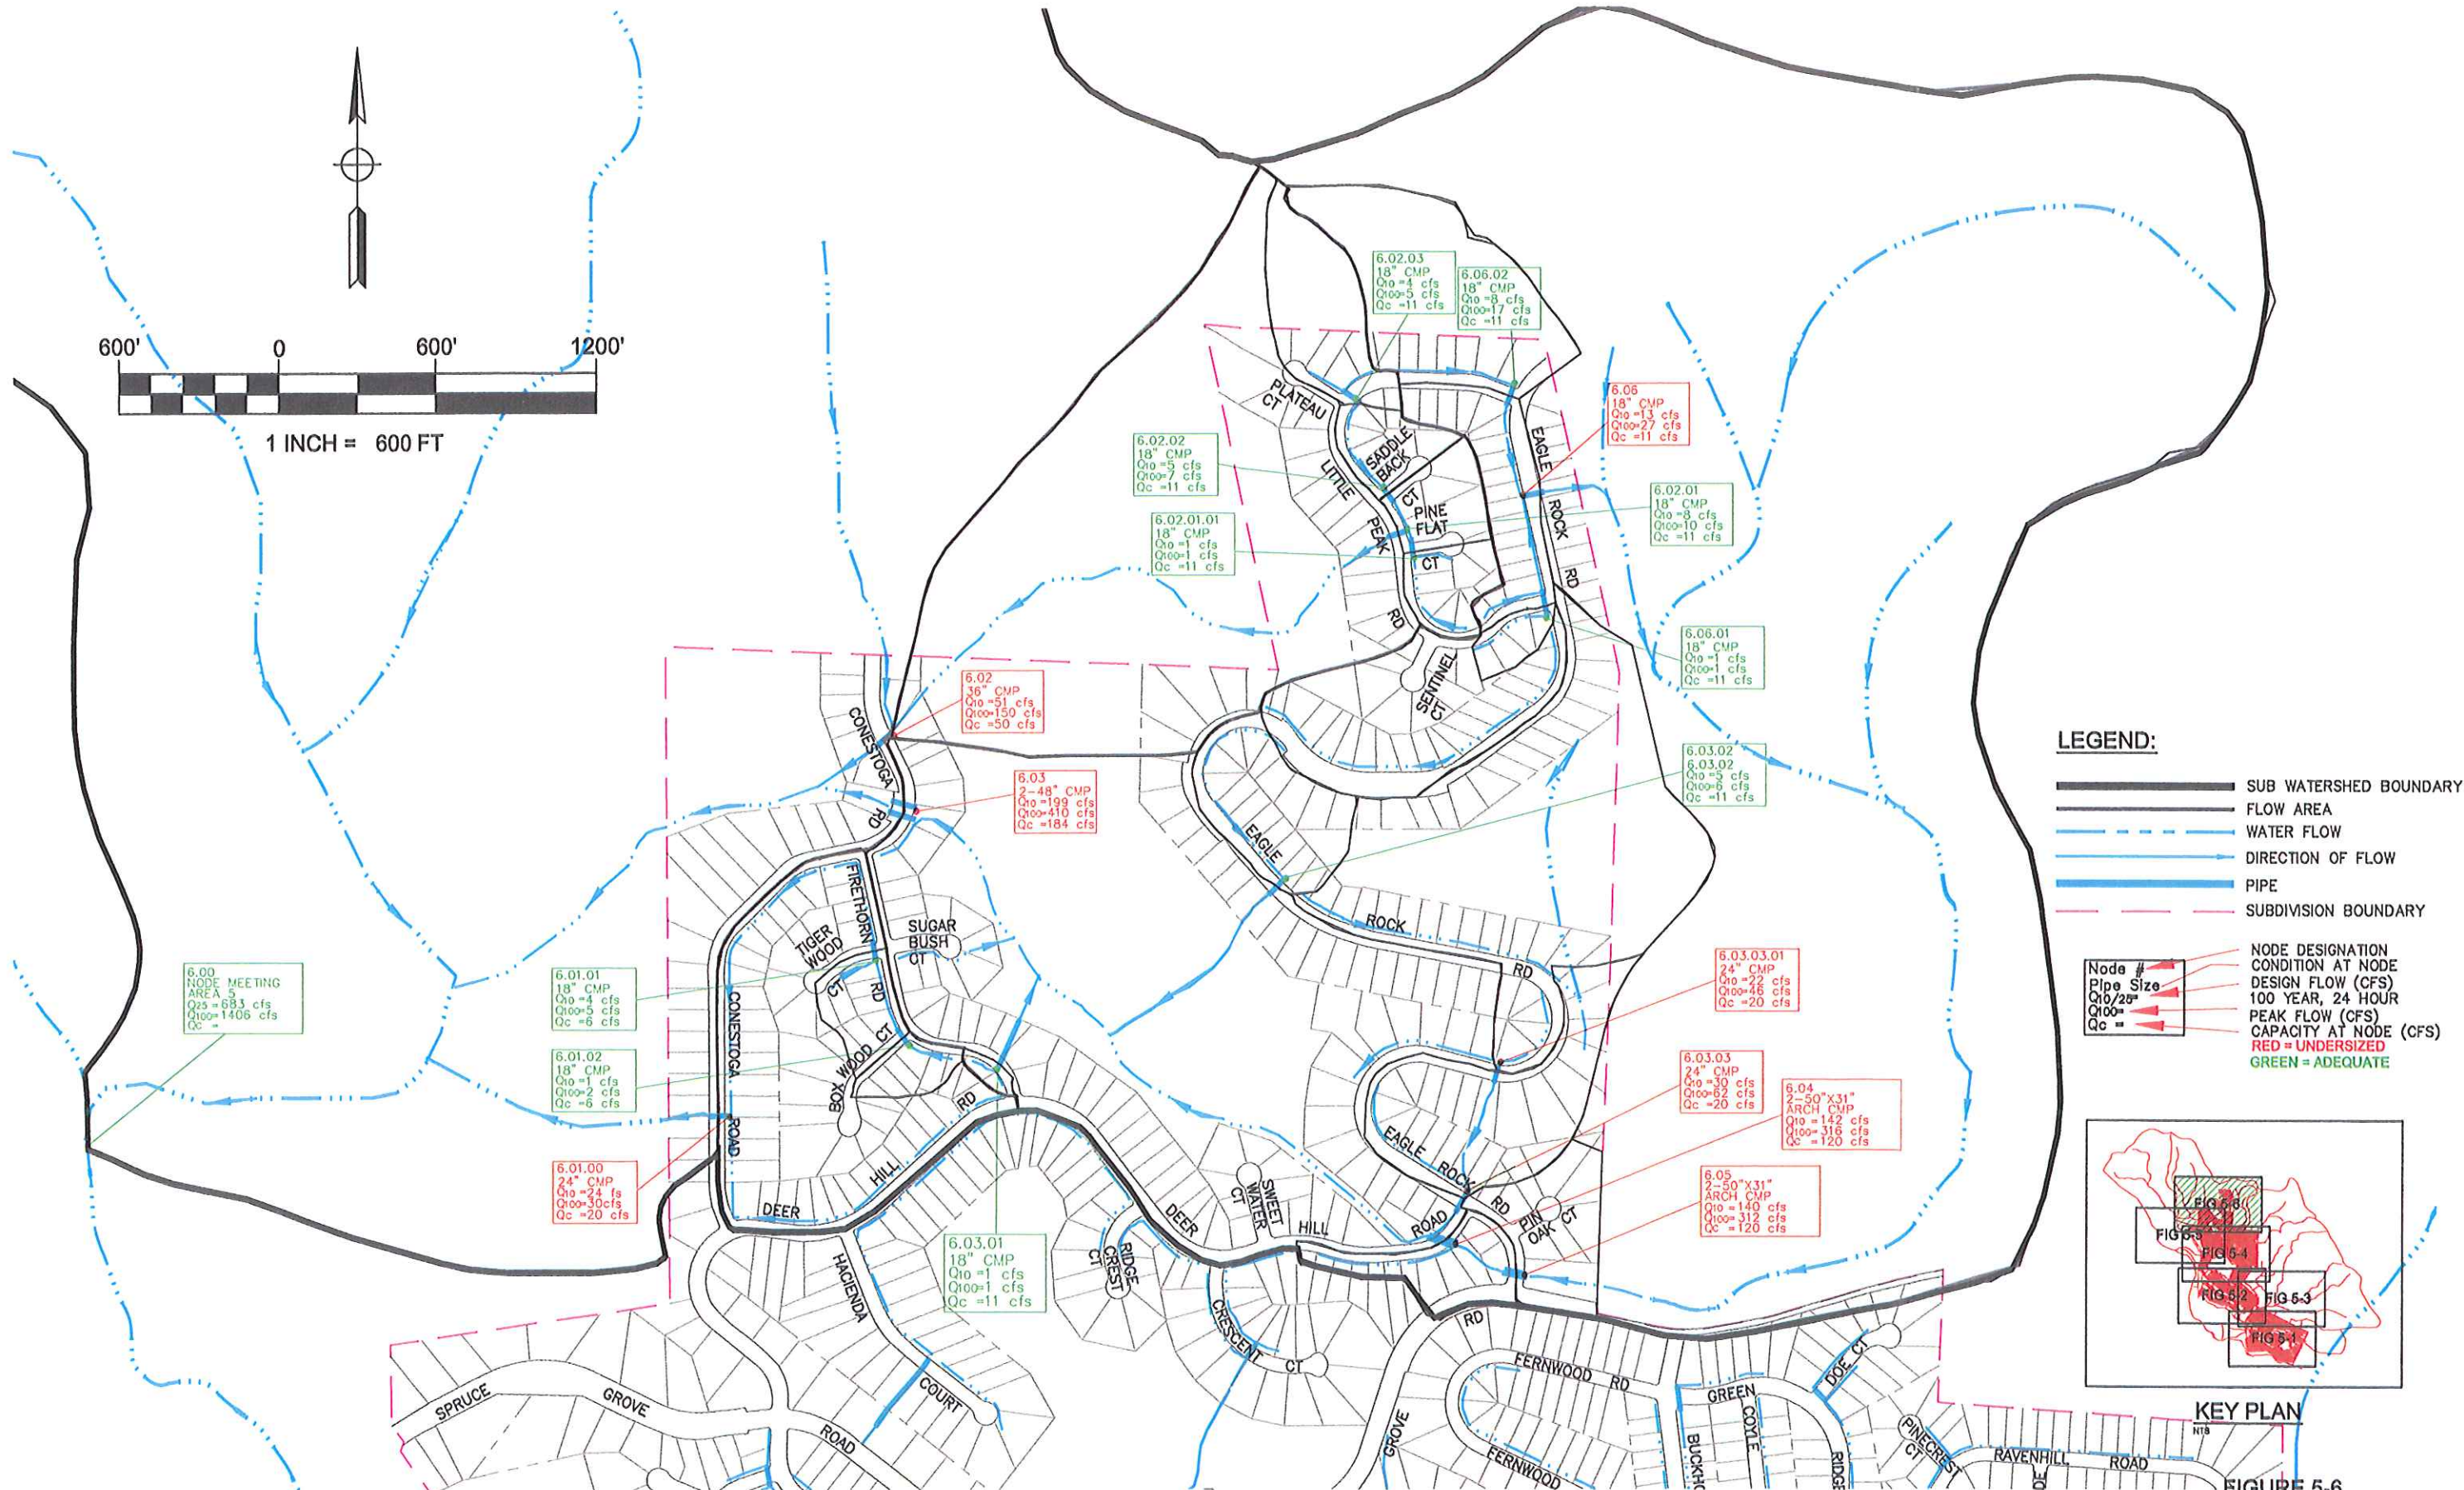 600'
0
600'
1200'
1 INCH = 600 FT
6.02.03
18" CMP
Q10 =4 cfs
Q100=5 cfs
Qc =11 cfs
6.06.02
18" CMP
Q10 =8 cfs
Q100=17 cfs
Qc =11 cfs
6.06
18" CMP
Q10 =13 cfs
Q100=27 cfs
Qc =11 cfs
6.02.02
18" CMP
Q10 =5 cfs
Q100=7 cfs
Qc =11 cfs
6.02.01
18" CMP
Q10 =8 cfs
Q100=10 cfs
Qc =11 cfs
6.02.01.01
18" CMP
Q10 =1 cfs
Q100=1 cfs
Qc =11 cfs
6.06.01
18" CMP
Q10 =1 cfs
Q100=1 cfs
Qc =11 cfs
PLATEAU
CT
SADDLE
BACK
CT
LITTLE
PEAK
RD
PINE
FLAT
CT
EAGLE
ROCK
RD
SENTINEL
CT
6.02
36" CMP
Q10 =51 cfs
Q100=150 cfs
Qc =50 cfs
6.03
2-48" CMP
Q10 =199 cfs
Q100=410 cfs
Qc =184 cfs
6.03.02
6.03.02
Q10 =5 cfs
Q100=6 cfs
Qc =11 cfs
CONESTOGA
RD
EAGLE
ROCK
RD
FIRETHORN
RD
TIGER
WOOD
CT
SUGAR
BUSH
CT
BOX WOOD CT
CONESTOGA
ROAD
6.00
NODE MEETING
AREA 5
Q25 =683 cfs
Q100=1406 cfs
Qc =
6.01.01
18" CMP
Q10 =4 cfs
Q100=5 cfs
Qc =6 cfs
6.01.02
18" CMP
Q10 =1 cfs
Q100=2 cfs
Qc =6 cfs
6.01.00
24" CMP
Q10 =24 fs
Q100=30cfs
Qc =20 cfs
6.03.03.01
24" CMP
Q10 =22 cfs
Q100=46 cfs
Qc =20 cfs
6.03.03
24" CMP
Q10 =30 cfs
Q100=62 cfs
Qc =20 cfs
6.04
2-50"X31"
ARCH CMP
Q10 =142 cfs
Q100=316 cfs
Qc =120 cfs
6.05
2-50"X31"
ARCH CMP
Q10 =140 cfs
Q100=312 cfs
Qc =120 cfs
6.03.01
18" CMP
Q10 =1 cfs
Q100=1 cfs
Qc =11 cfs
DEER
HILL
RD
DEER
HILL
ROAD
EAGLE
ROCK
RD
PIN
OAK
CT
SWEET
WATER
CT
RIDGE
CREST
CT
CRESCENT
CT
HACIENDA
COURT
SPRUCE
GROVE
ROAD
GROVE
RD
FERNWOOD
RD
FERNWOOD
GREEN
COYLE
DOE CT
PINECREST
CT
RAVENHILL
ROAD
LEGEND:
SUB WATERSHED BOUNDARY
FLOW AREA
WATER FLOW
DIRECTION OF FLOW
PIPE
SUBDIVISION BOUNDARY
Node #
Pipe Size
Q10/25=
Q100=
Qc =
NODE DESIGNATION
CONDITION AT NODE
DESIGN FLOW (CFS)
100 YEAR, 24 HOUR
PEAK FLOW (CFS)
CAPACITY AT NODE (CFS)
RED = UNDERSIZED
GREEN = ADEQUATE
FIG 5-6
FIG 5-5
FIG 5-4
FIG 5-2
FIG 5-3
FIG 5-1
KEY PLAN
NTS
FIGURE 5-6